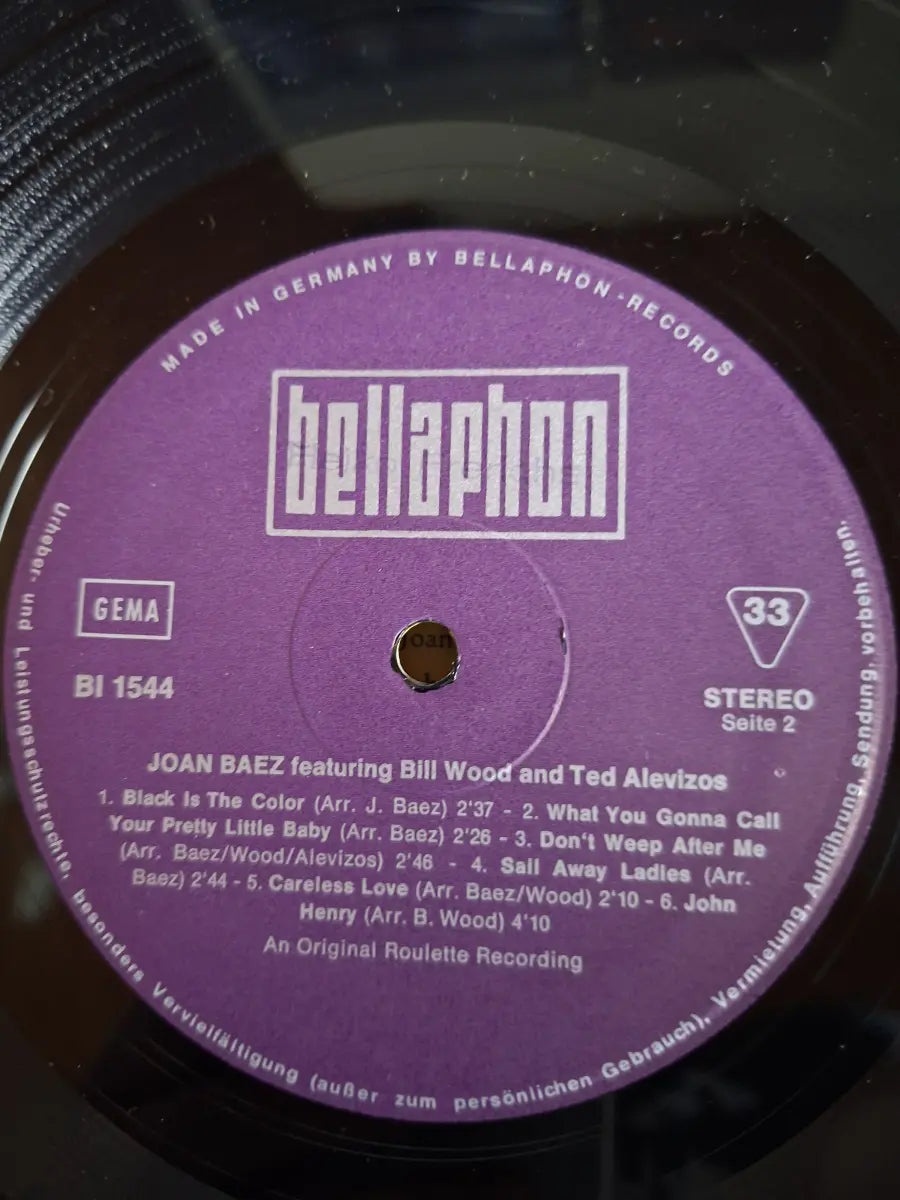 MADE IN GERMANY BY BELLAPHON-RECORDS
bellaphon
GEMA
BI 1544
33
STEREO
Seite 2
joan
JOAN BAEZ featuring Bill Wood and Ted Alevizos
1. Black Is The Color (Arr. J. Baez) 2'37 - 2. What You Gonna Call
Your Pretty Little Baby (Arr. Baez) 2'26 - 3. Don't Weep After Me
(Arr. Baez/Wood/Alevizos) 2'46 - 4. Sail Away Ladies (Arr.
Baez) 2'44 - 5. Careless Love (Arr. Baez/Wood) 2'10 - 6. John
Henry (Arr. B. Wood) 4'10
An Original Roulette Recording
Urheber- und Leistungsschutzrechte, besonders Vervielfältigung (außer zum persönlichen Gebrauch), Vermietung, Aufführung, Sendung, vorbehalten.